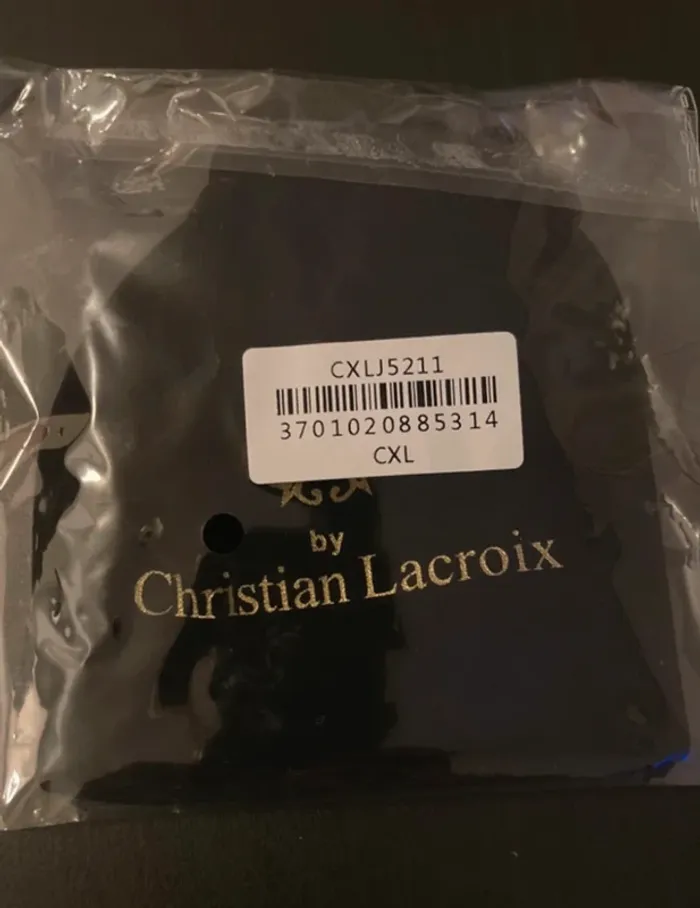 CXLJ5211
3701020885314
CXL
by
Christian Lacroix